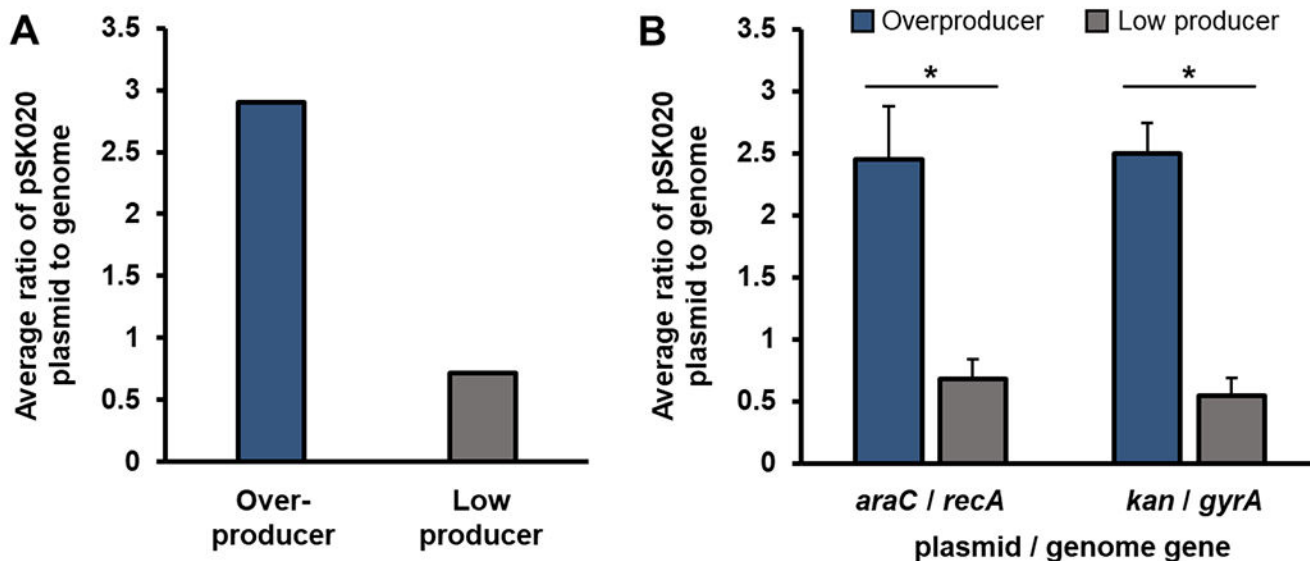 A
Average ratio of pSK020
plasmid to genome
3.5
3
2.5
2
1.5
1
0.5
0
Over-
producer
Low
producer
B
Overproducer
Low producer
Average ratio of pSK020
plasmid to genome
3.5
3
2.5
2
1.5
1
0.5
0
*
*
araC / recA
kan / gyrA
plasmid / genome gene